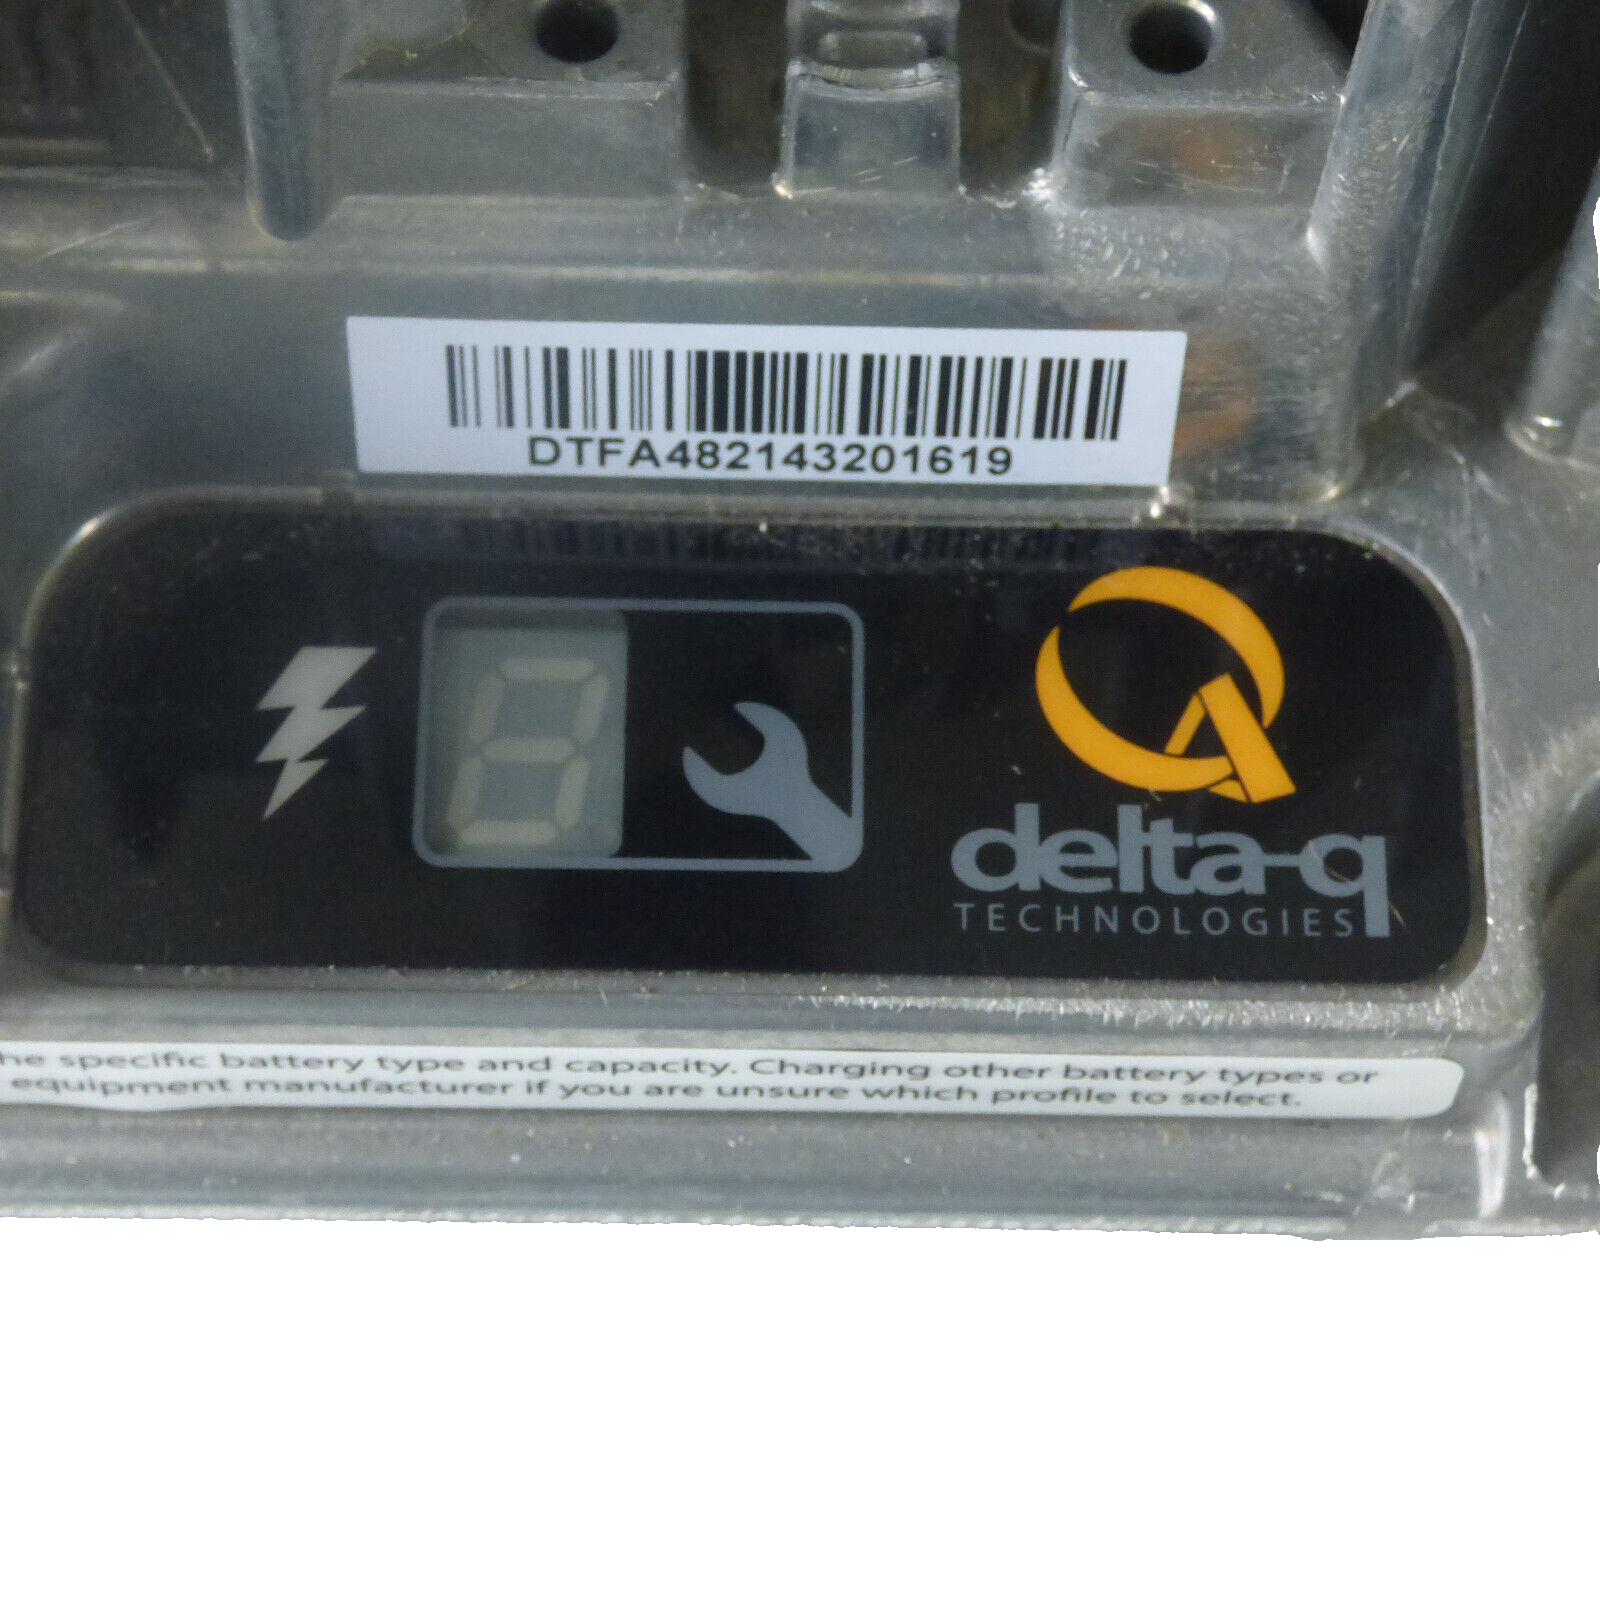 DTFA482143201619
delta-q
TECHNOLOGIES
he specific battery type and capacity. Charging other battery types or
equipment manufacturer if you are unsure which profile to select.